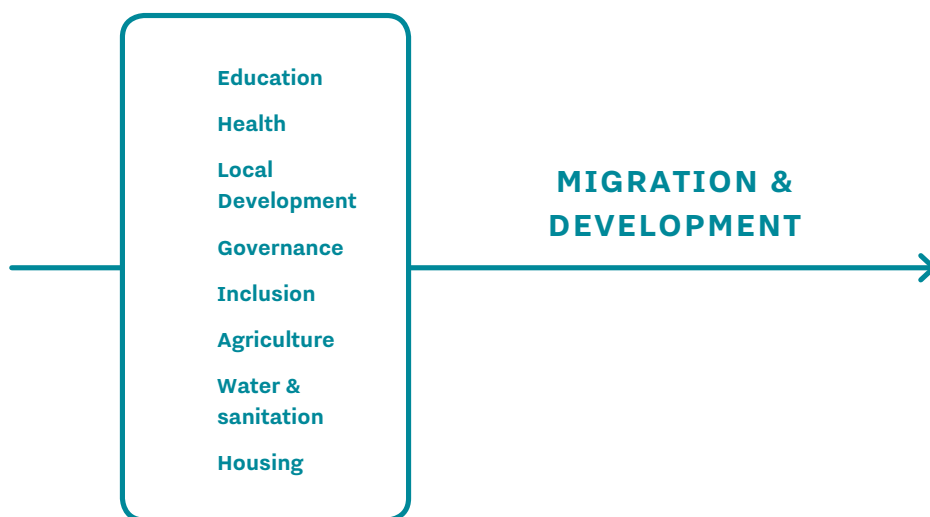 Education
Health
Local
Development
Governance
Inclusion
Agriculture
Water &
sanitation
Housing
MIGRATION &
DEVELOPMENT